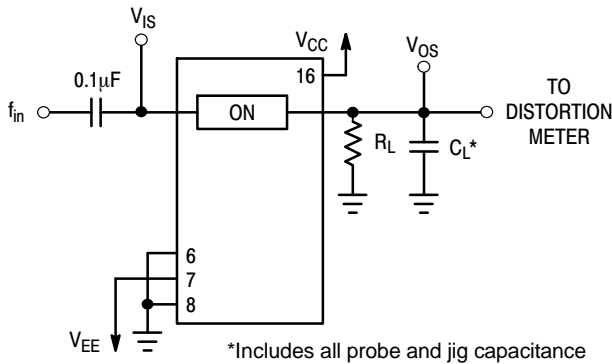 V_IS
V_CC
V_OS
0.1μF
16
f_in
ON
TO
DISTORTION
METER
R_L
C_L*
6
7
8
V_EE
*Includes all probe and jig capacitance